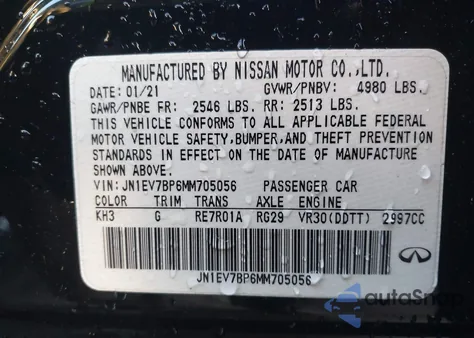 MANUFACTURED BY NISSAN MOTOR CO.,LTD.
DATE: 01/21 GVWR/PNBV: 4980 LBS.
GAWR/PNBE FR: 2546 LBS. RR: 2513 LBS.
THIS VEHICLE CONFORMS TO ALL APPLICABLE FEDERAL
MOTOR VEHICLE SAFETY, BUMPER, AND THEFT PREVENTION
STANDARDS IN EFFECT ON THE DATE OF MANUFACTURE
SHOWN ABOVE.
VIN: JN1EV7BP6MM705056 PASSENGER CAR
COLOR TRIM TRANS AXLE ENGINE
KH3 G RE7R01A RG29 VR30(DDTT) 2997CC
JN1EV7BP6MM705056
autoSnap